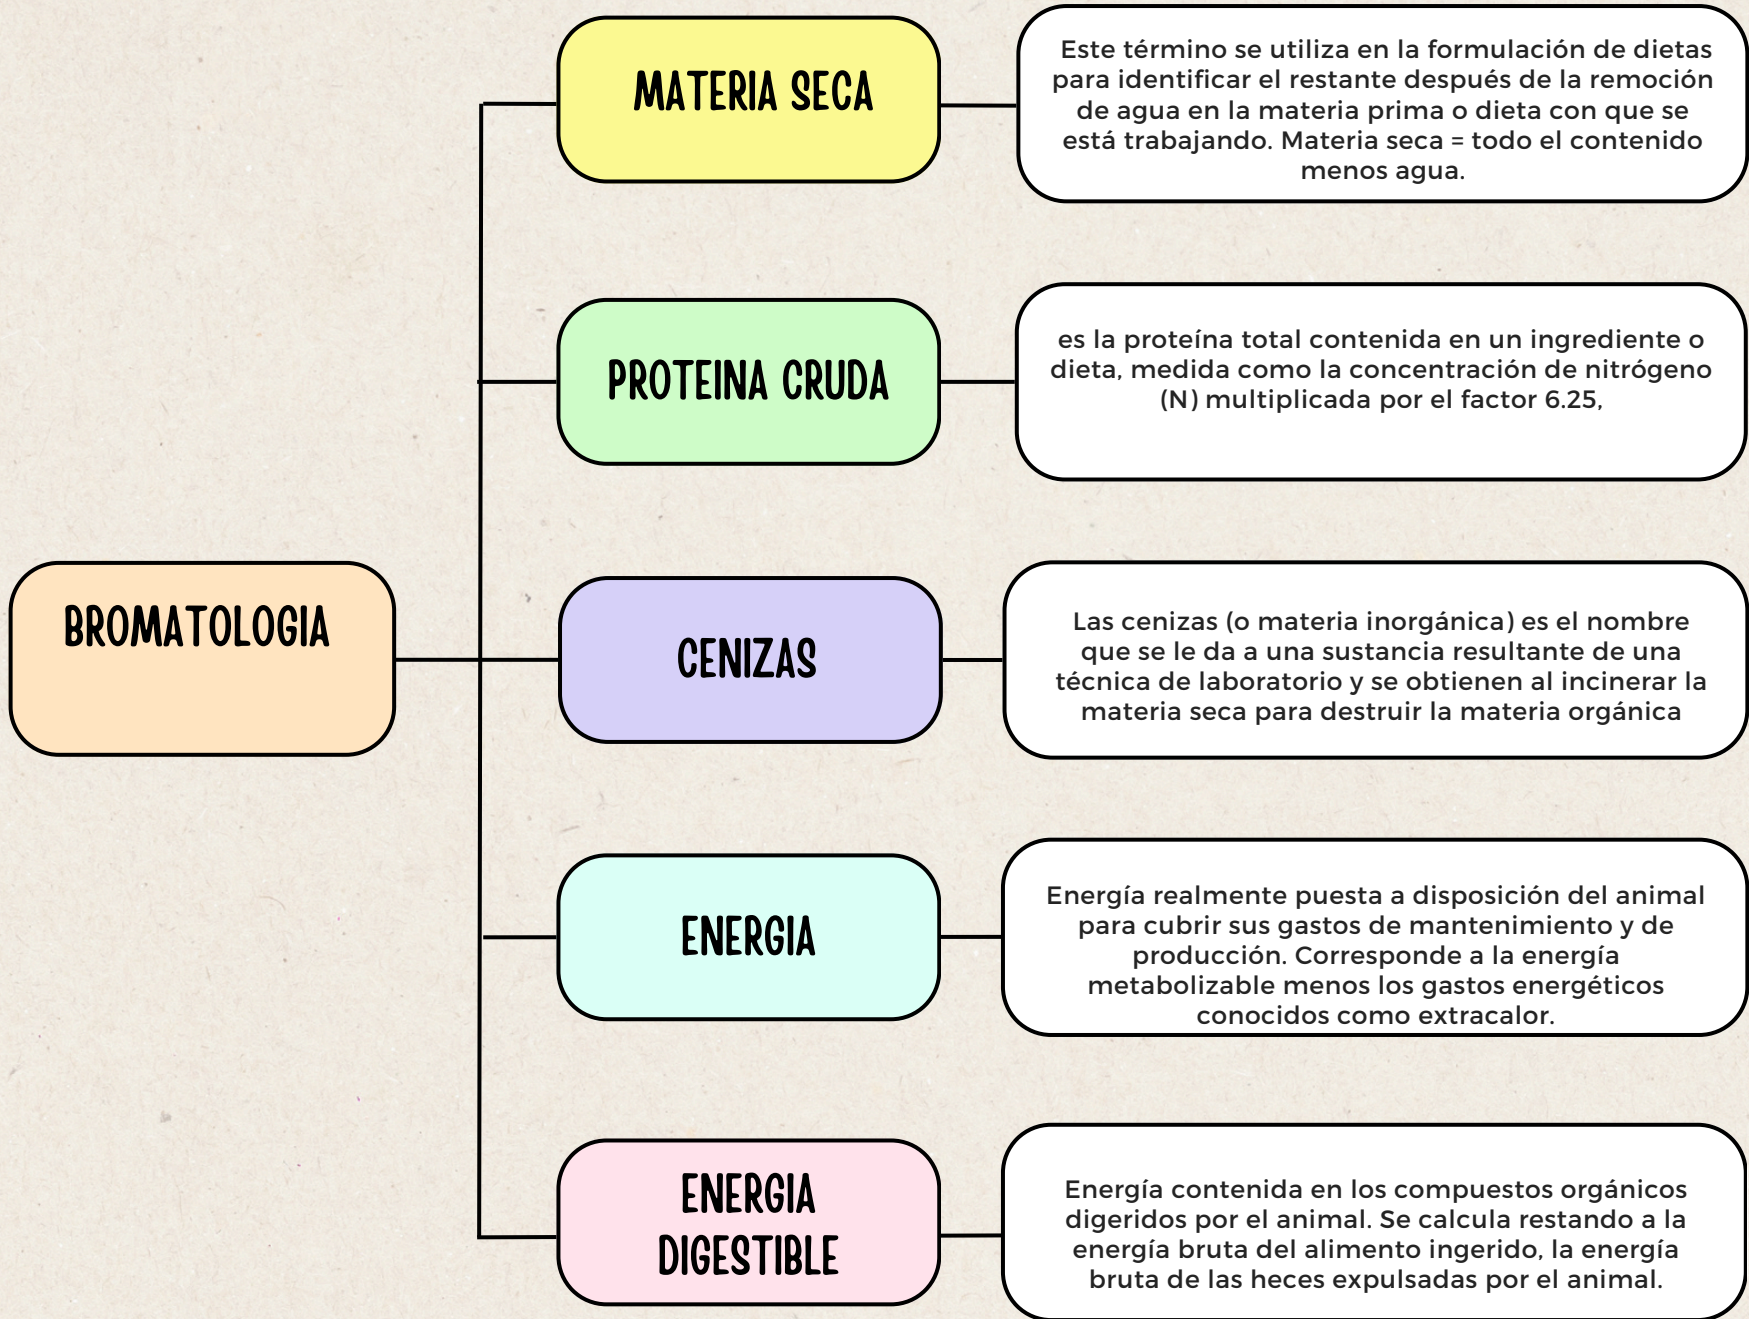 BROMATOLOGIA
MATERIA SECA
Este término se utiliza en la formulación de dietas
para identificar el restante después de la remoción
de agua en la materia prima o dieta con que se
está trabajando. Materia seca = todo el contenido
menos agua.
PROTEINA CRUDA
es la proteína total contenida en un ingrediente o
dieta, medida como la concentración de nitrógeno
(N) multiplicada por el factor 6.25,
CENIZAS
Las cenizas (o materia inorgánica) es el nombre
que se le da a una sustancia resultante de una
técnica de laboratorio y se obtienen al incinerar la
materia seca para destruir la materia orgánica
ENERGIA
Energía realmente puesta a disposición del animal
para cubrir sus gastos de mantenimiento y de
producción. Corresponde a la energía
metabolizable menos los gastos energéticos
conocidos como extracalor.
ENERGIA
DIGESTIBLE
Energía contenida en los compuestos orgánicos
digeridos por el animal. Se calcula restando a la
energía bruta del alimento ingerido, la energía
bruta de las heces expulsadas por el animal.